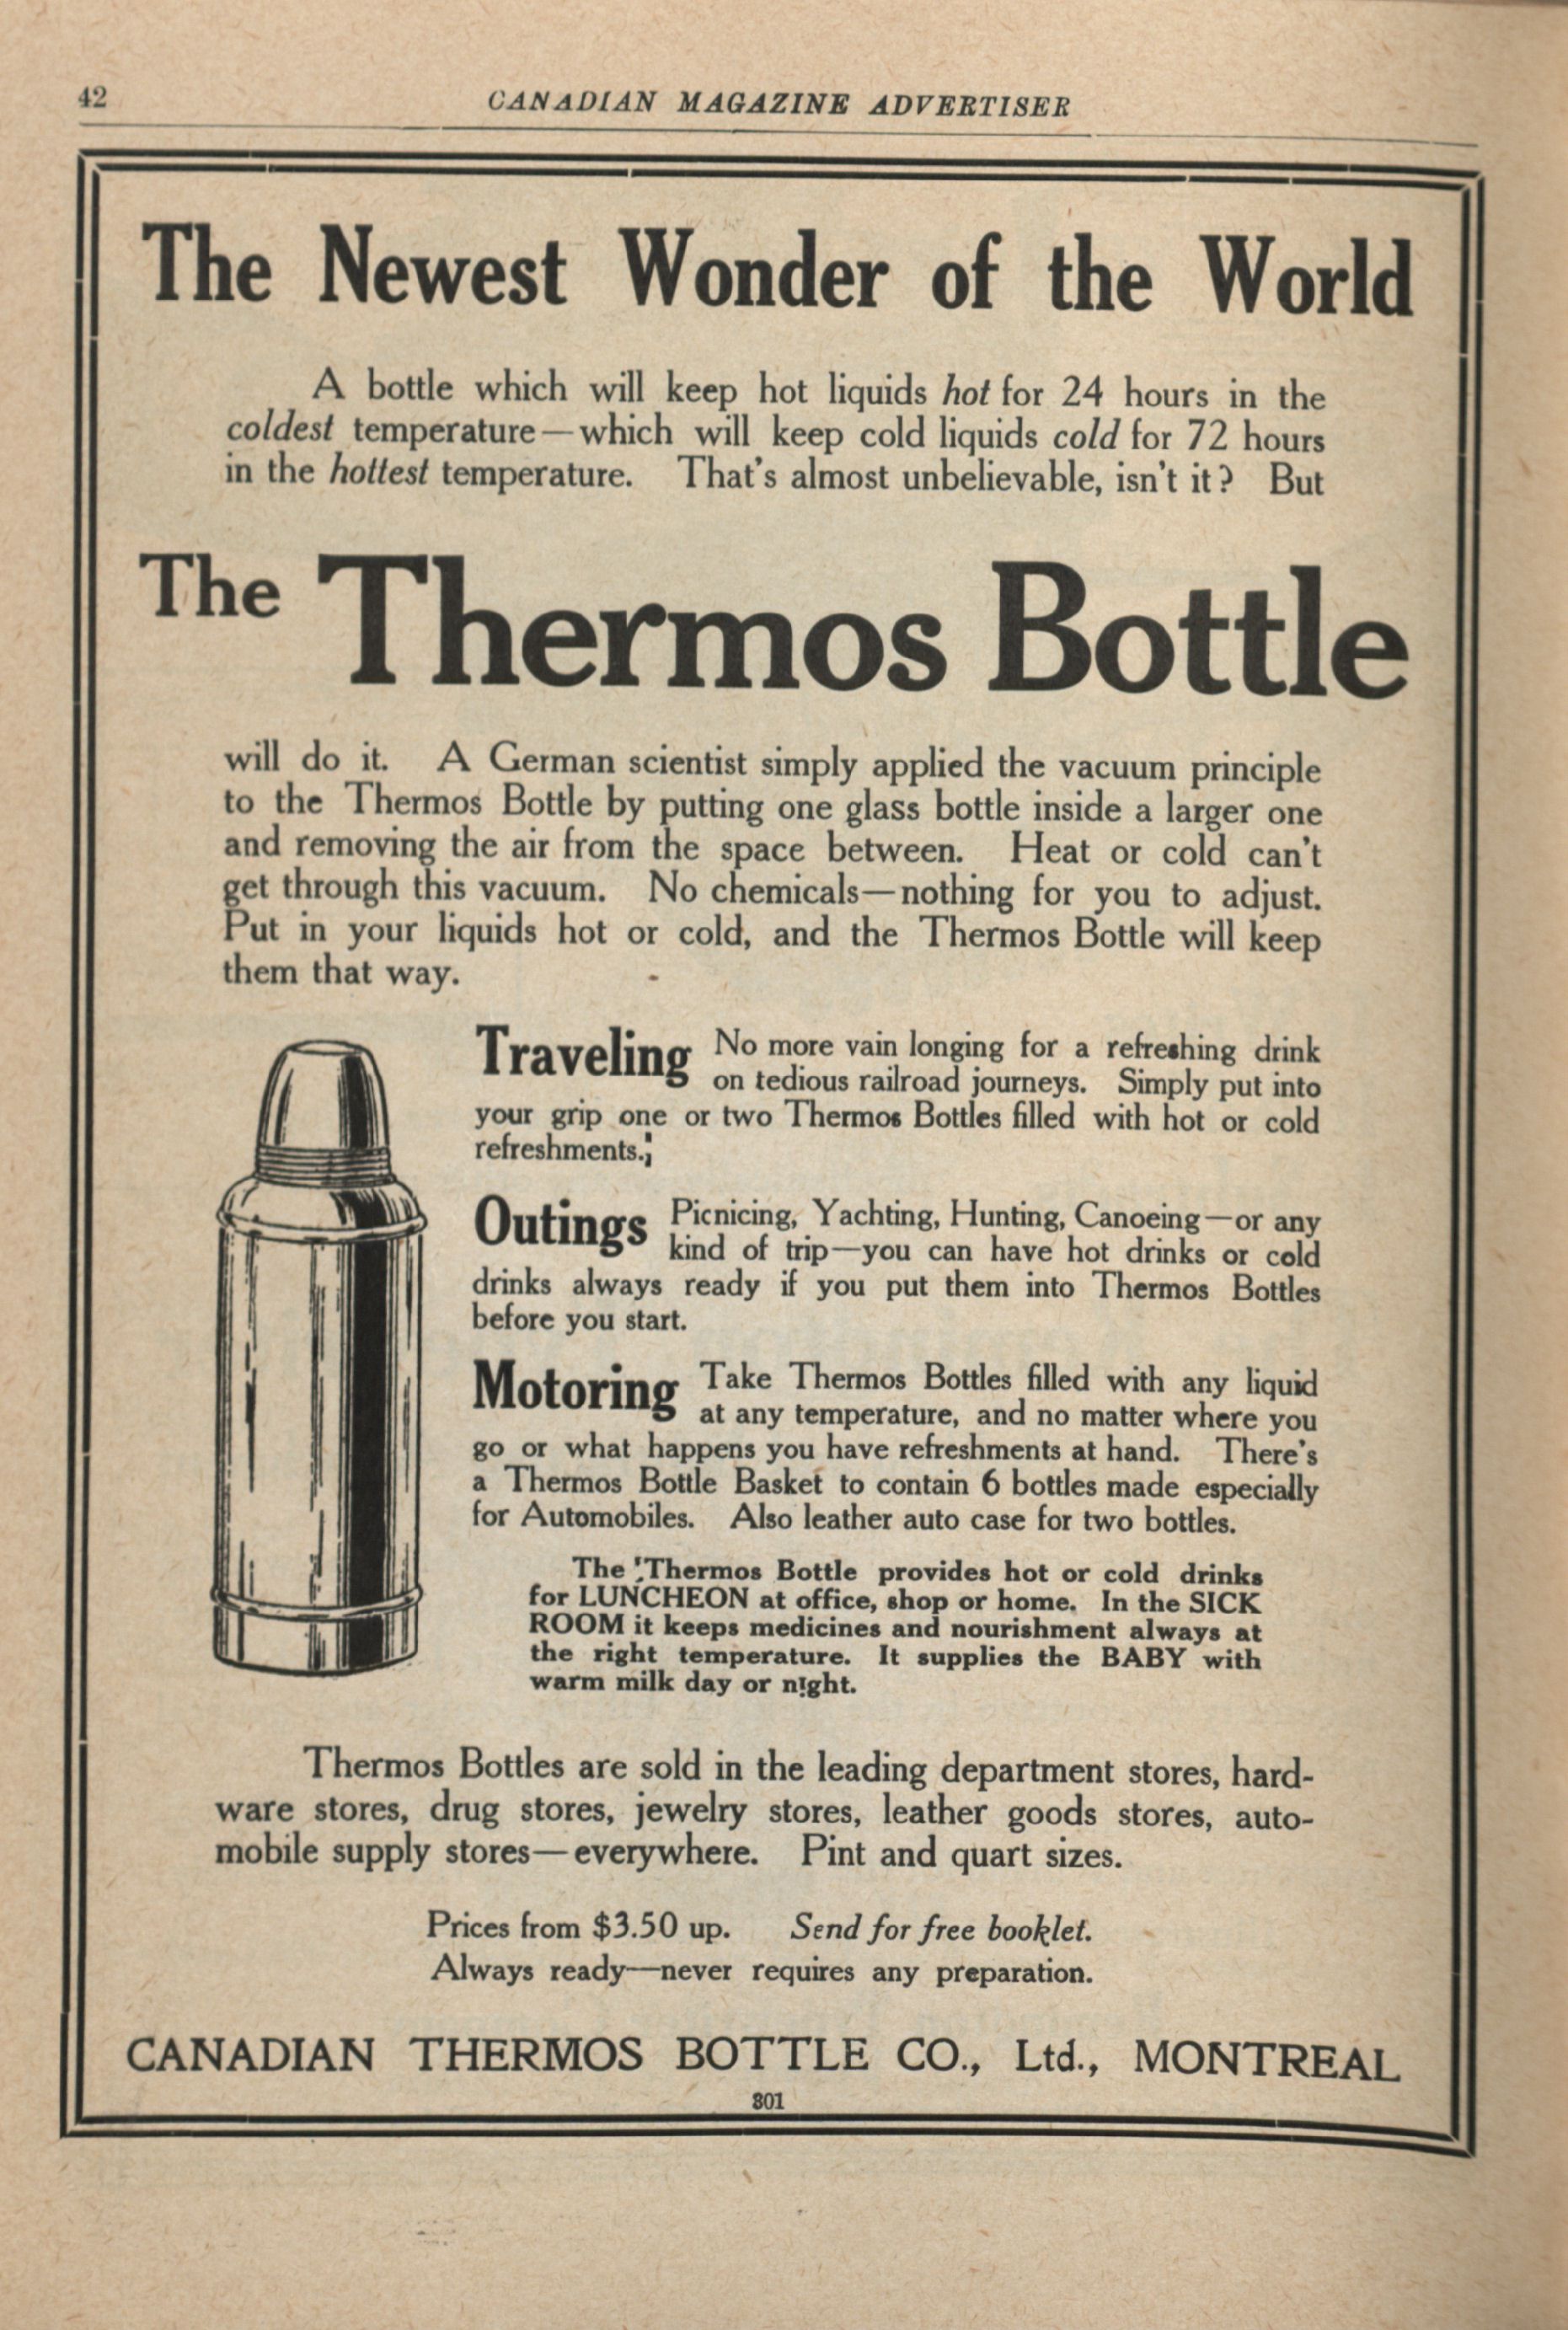 42
CANADIAN MAGAZINE ADVERTISER
The Newest Wonder of the World
A bottle which will keep hot liquids hot for 24 hours in the
coldest temperature—which will keep cold liquids cold for 72 hours
in the hottest temperature. That's almost unbelievable, isn't it? But
The Thermos Bottle
will do it. A German scientist simply applied the vacuum principle
to the Thermos Bottle by putting one glass bottle inside a larger one
and removing the air from the space between. Heat or cold can't
get through this vacuum. No chemicals—nothing for you to adjust.
Put in your liquids hot or cold, and the Thermos Bottle will keep
them that way.
Traveling No more vain longing for a refreshing drink
on tedious railroad journeys. Simply put into
your grip one or two Thermos Bottles filled with hot or cold
refreshments.;
Outings Picnicing, Yachting, Hunting, Canoeing—or any
kind of trip—you can have hot drinks or cold
drinks always ready if you put them into Thermos Bottles
before you start.
Motoring Take Thermos Bottles filled with any liquid
at any temperature, and no matter where you
go or what happens you have refreshments at hand. There's
a Thermos Bottle Basket to contain 6 bottles made especially
for Automobiles. Also leather auto case for two bottles.
The Thermos Bottle provides hot or cold drinks
for LUNCHEON at office, shop or home. In the SICK
ROOM it keeps medicines and nourishment always at
the right temperature. It supplies the BABY with
warm milk day or night.
Thermos Bottles are sold in the leading department stores, hard-
ware stores, drug stores, jewelry stores, leather goods stores, auto-
mobile supply stores—everywhere. Pint and quart sizes.
Prices from $3.50 up. Send for free booklet.
Always ready—never requires any preparation.
CANADIAN THERMOS BOTTLE CO., Ltd., MONTREAL
301